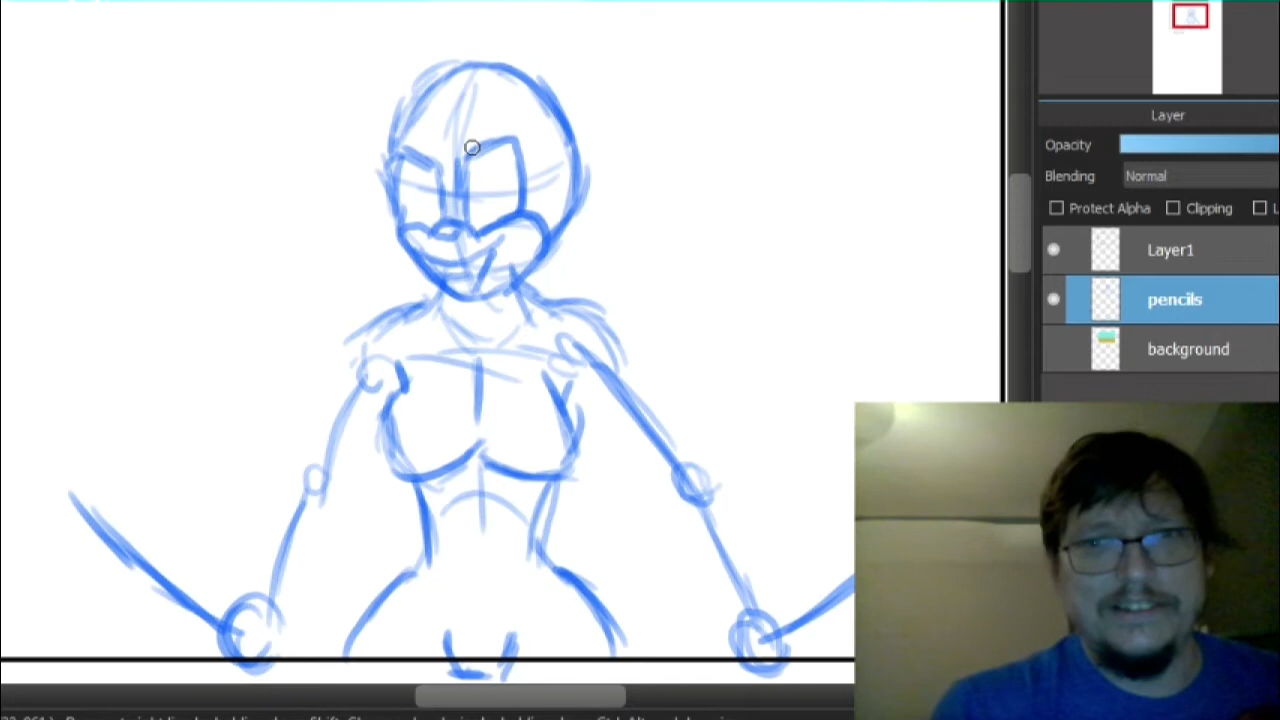 Layer
Opacity
Blending Normal
Protect Alpha Clipping
Layer1
pencils
background